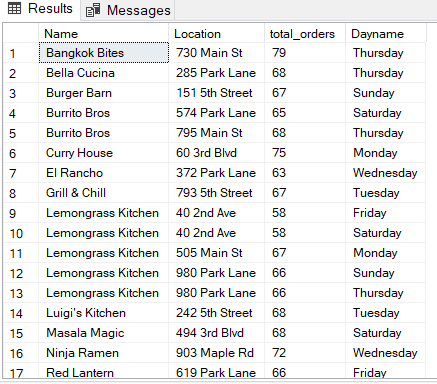 Results Messages
Name Location total_orders Dayname
1 Bangkok Bites 730 Main St 79 Thursday
2 Bella Cucina 285 Park Lane 68 Thursday
3 Burger Barn 151 5th Street 67 Sunday
4 Burrito Bros 574 Park Lane 65 Saturday
5 Burrito Bros 795 Main St 68 Thursday
6 Curry House 60 3rd Blvd 75 Monday
7 El Rancho 372 Park Lane 63 Wednesday
8 Grill & Chill 793 5th Street 67 Tuesday
9 Lemongrass Kitchen 40 2nd Ave 58 Friday
10 Lemongrass Kitchen 40 2nd Ave 58 Saturday
11 Lemongrass Kitchen 505 Main St 67 Monday
12 Lemongrass Kitchen 980 Park Lane 66 Sunday
13 Lemongrass Kitchen 980 Park Lane 66 Thursday
14 Luigi's Kitchen 242 5th Street 68 Tuesday
15 Masala Magic 494 3rd Blvd 68 Saturday
16 Ninja Ramen 903 Maple Rd 72 Wednesday
17 Red Lantern 619 Park Lane 66 Friday